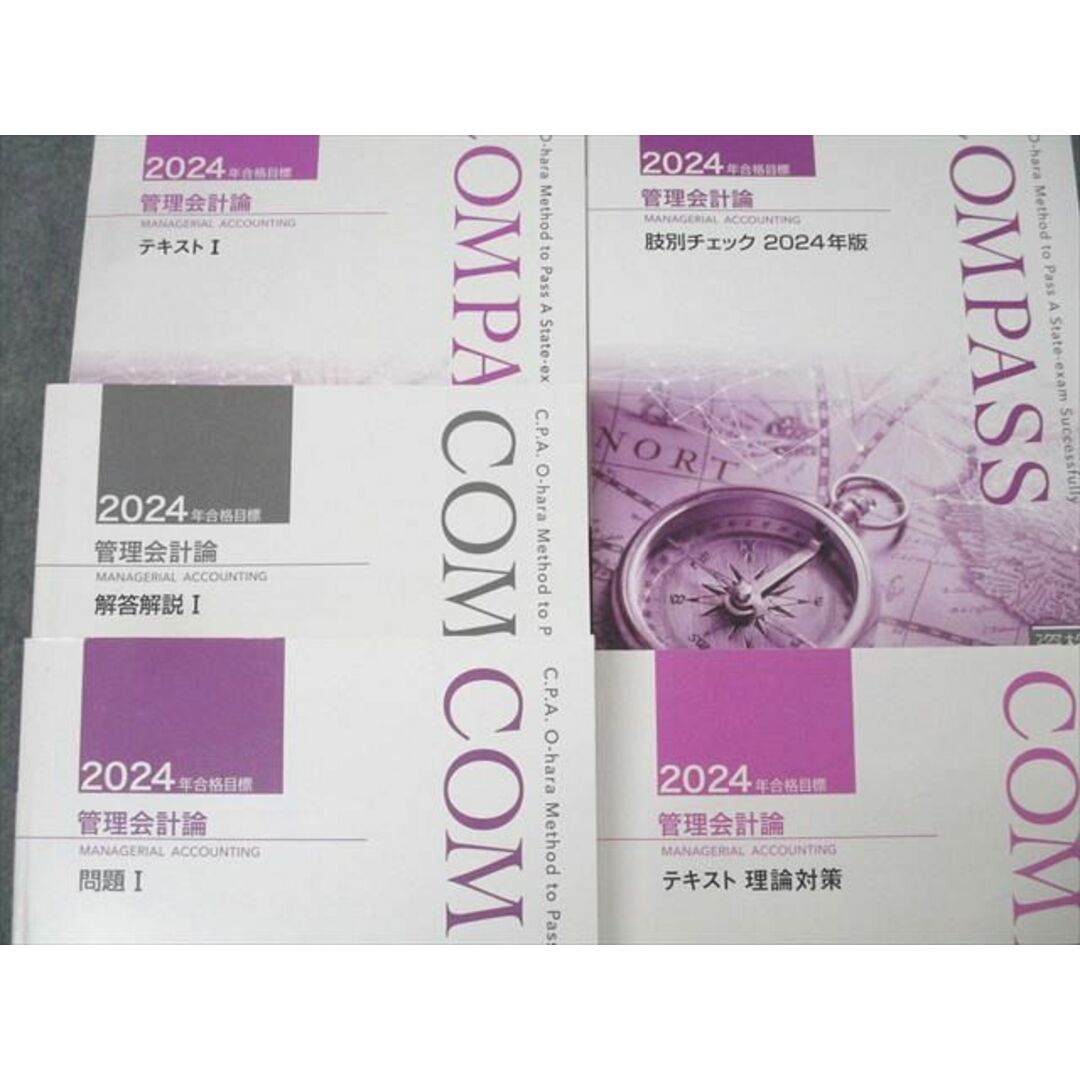 2024年合格目標
管理会計論
MANAGERIAL ACCOUNTING
テキスト I
COMPA
O-hara Method to Pass A State-ex
2024年合格目標
管理会計論
MANAGERIAL ACCOUNTING
肢別チェック 2024年版
COMPASS
O-hara Method to Pass A State-exam Successfully
NORT
2024年合格目標
管理会計論
MANAGERIAL ACCOUNTING
解答解説 I
COM
C.P.A. O-hara Method to P
2024年合格目標
管理会計論
MANAGERIAL ACCOUNTING
問題 I
COM
C.P.A. O-hara Method to Pass
2024年合格目標
管理会計論
MANAGERIAL ACCOUNTING
テキスト 理論対策
COM